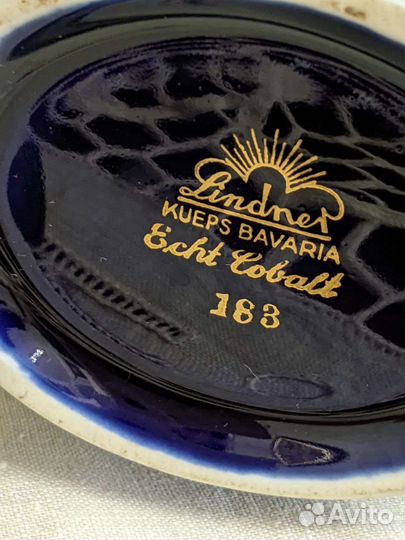 Lindner
KUEPS BAVARIA
Echt Cobalt
183
Avito